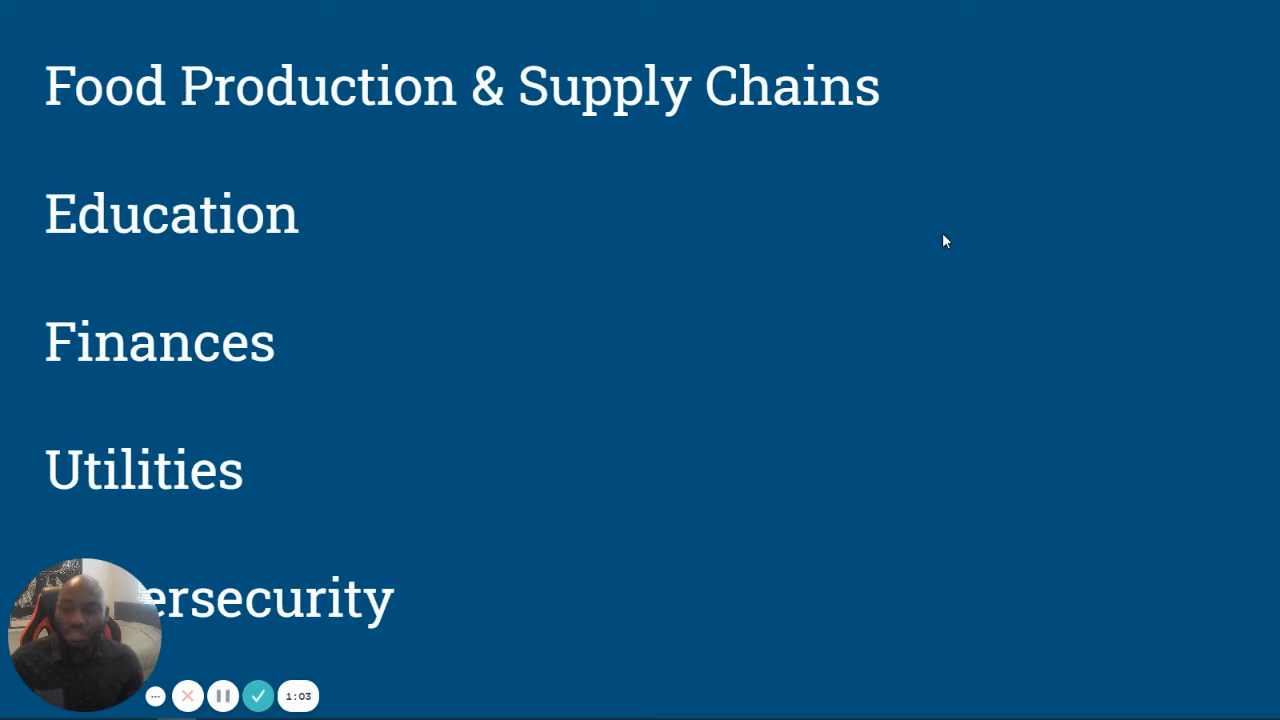 Food Production & Supply Chains
Education
Finances
Utilities
ersecurity
1:03